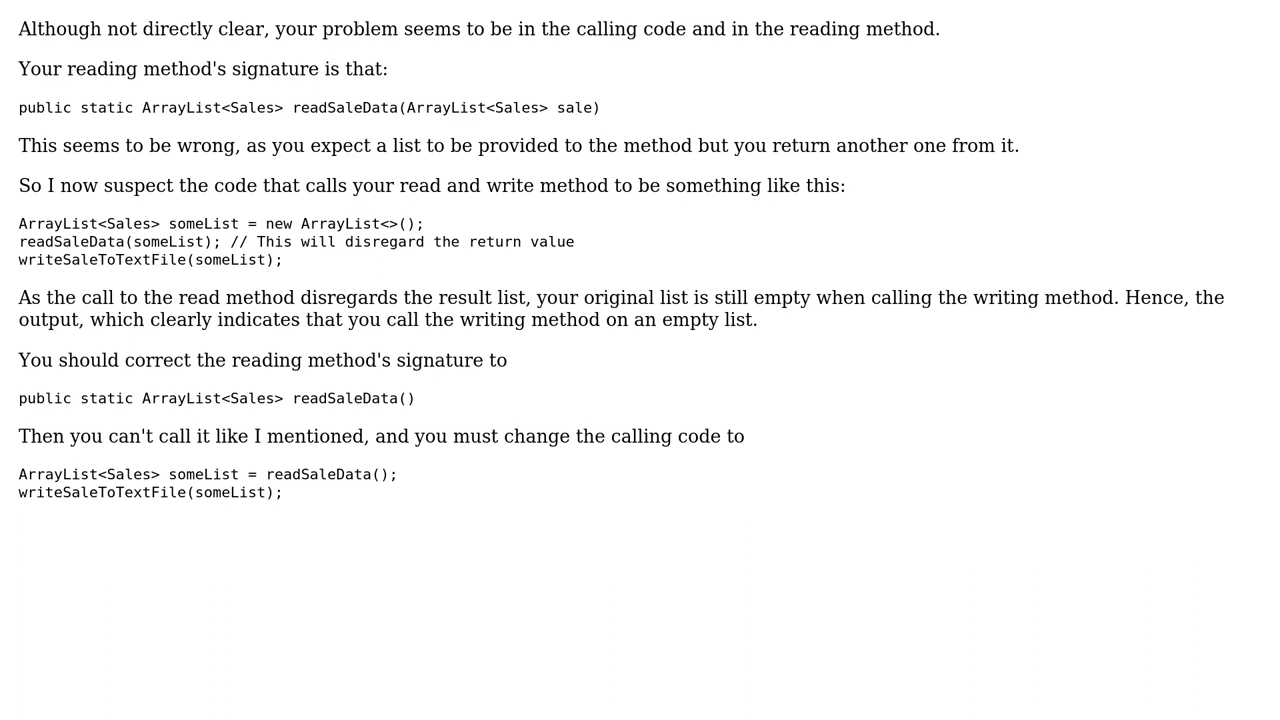 Although not directly clear, your problem seems to be in the calling code and in the reading method.
Your reading method's signature is that:
public static ArrayList<Sales> readSaleData(ArrayList<Sales> sale)
This seems to be wrong, as you expect a list to be provided to the method but you return another one from it.
So I now suspect the code that calls your read and write method to be something like this:
ArrayList<Sales> someList = new ArrayList<>();
readSaleData(someList); // This will disregard the return value
writeSaleToTextFile(someList);
As the call to the read method disregards the result list, your original list is still empty when calling the writing method. Hence, the
output, which clearly indicates that you call the writing method on an empty list.
You should correct the reading method's signature to
public static ArrayList<Sales> readSaleData()
Then you can't call it like I mentioned, and you must change the calling code to
ArrayList<Sales> someList = readSaleData();
writeSaleToTextFile(someList);